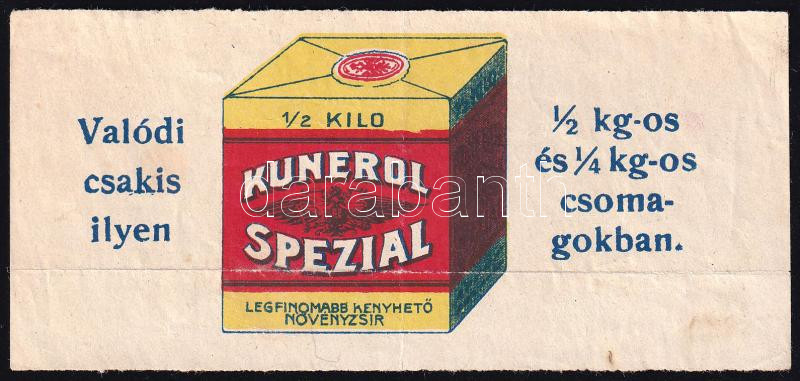 Valódi
csakis
ilyen
1/2 KILO
KUNEROL
SPEZIAL
LEGFINOMABB KENYHETŐ
NÖVÉNYZSIR
½ kg-os
és ¼ kg-os
csoma-
gokban.
darabanth